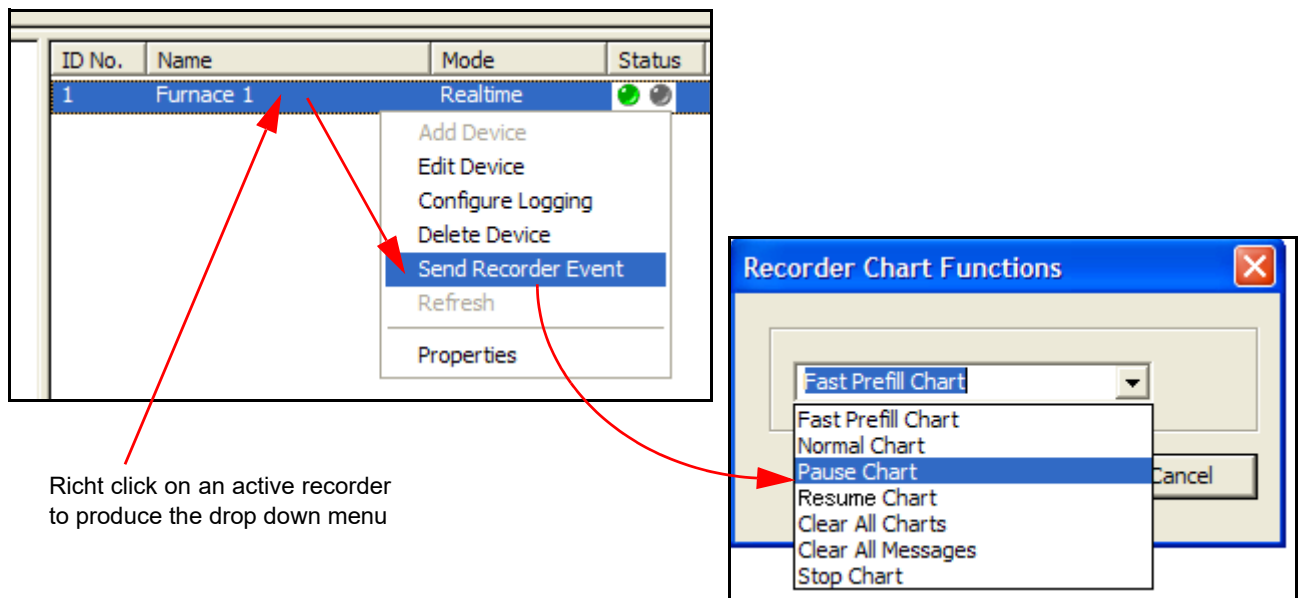 ID No. Name Mode Status
1 Furnace 1 Realtime
Add Device
Edit Device
Configure Logging
Delete Device
Send Recorder Event
Refresh
Properties
Richt click on an active recorder
to produce the drop down menu
Recorder Chart Functions
Fast Prefill Chart
Fast Prefill Chart
Normal Chart
Pause Chart
Cancel
Resume Chart
Clear All Charts
Clear All Messages
Stop Chart